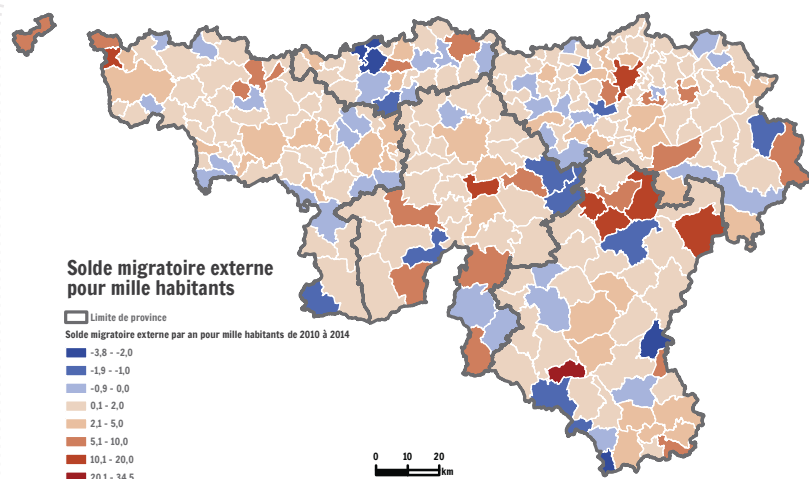 Solde migratoire externe
pour mille habitants
Limite de province
Solde migratoire externe par an pour mille habitants de 2010 à 2014
-3,8 - -2,0
-1,9 - -1,0
-0,9 - 0,0
0,1 - 2,0
2,1 - 5,0
5,1 - 10,0
10,1 - 20,0
20,1 - 34,5
0 10 20
km